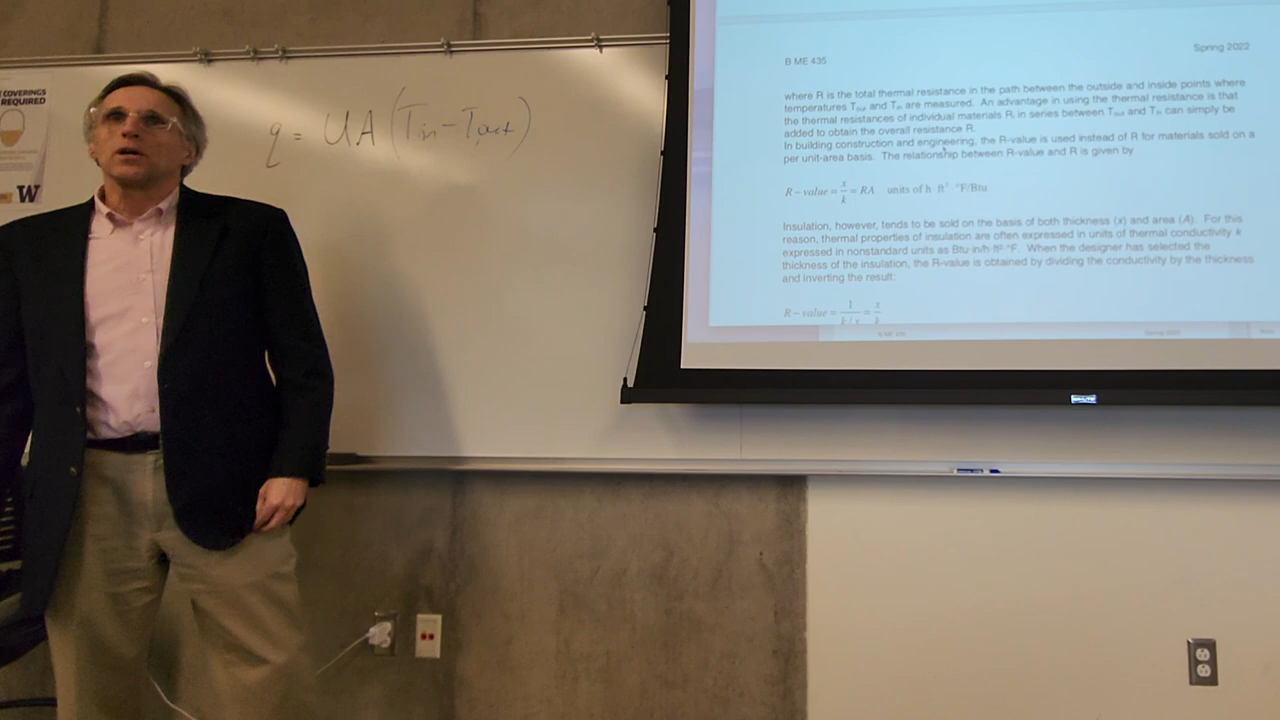 COVERINGS
REQUIRED
W
q = UA(Tin-Tout)
Spring 2022
B ME 435
where R is the total thermal resistance in the path between the outside and inside points where
temperatures Tout and Tin are measured. An advantage in using the thermal resistance is that
the thermal resistances of individual materials Ri in series between Tout and Tin can simply be
added to obtain the overall resistance R.
In building construction and engineering, the R-value is used instead of R for materials sold on a
per unit-area basis. The relationship between R-value and R is given by
R – value = x/k = RA units of h·ft²·°F/Btu
Insulation, however, tends to be sold on the basis of both thickness (x) and area (A). For this
reason, thermal properties of insulation are often expressed in units of thermal conductivity k
expressed in nonstandard units as Btu·in/h·ft²·°F. When the designer has selected the
thickness of the insulation, the R-value is obtained by dividing the conductivity by the thickness
and inverting the result:
R – value = 1/(k/x) = x/k
B ME 435
Spring 2022